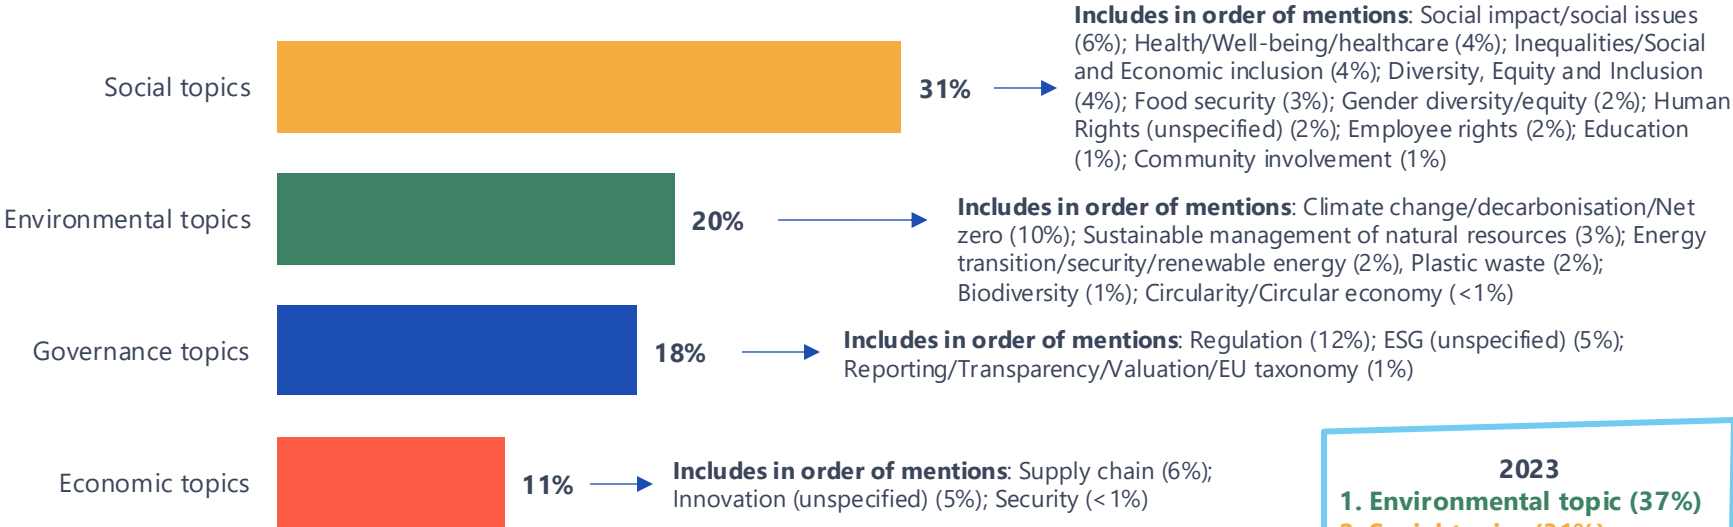 Includes in order of mentions: Social impact/social issues
(6%); Health/Well-being/healthcare (4%); Inequalities/Social
and Economic inclusion (4%); Diversity, Equity and Inclusion
(4%); Food security (3%); Gender diversity/equity (2%); Human
Rights (unspecified) (2%); Employee rights (2%); Education
(1%); Community involvement (1%)
Social topics
31%
Environmental topics
20%
Includes in order of mentions: Climate change/decarbonisation/Net
zero (10%); Sustainable management of natural resources (3%); Energy
transition/security/renewable energy (2%), Plastic waste (2%);
Biodiversity (1%); Circularity/Circular economy (<1%)
Governance topics
18%
Includes in order of mentions: Regulation (12%); ESG (unspecified) (5%);
Reporting/Transparency/Valuation/EU taxonomy (1%)
Economic topics
11%
Includes in order of mentions: Supply chain (6%);
Innovation (unspecified) (5%); Security (<1%)
2023
1. Environmental topic (37%)